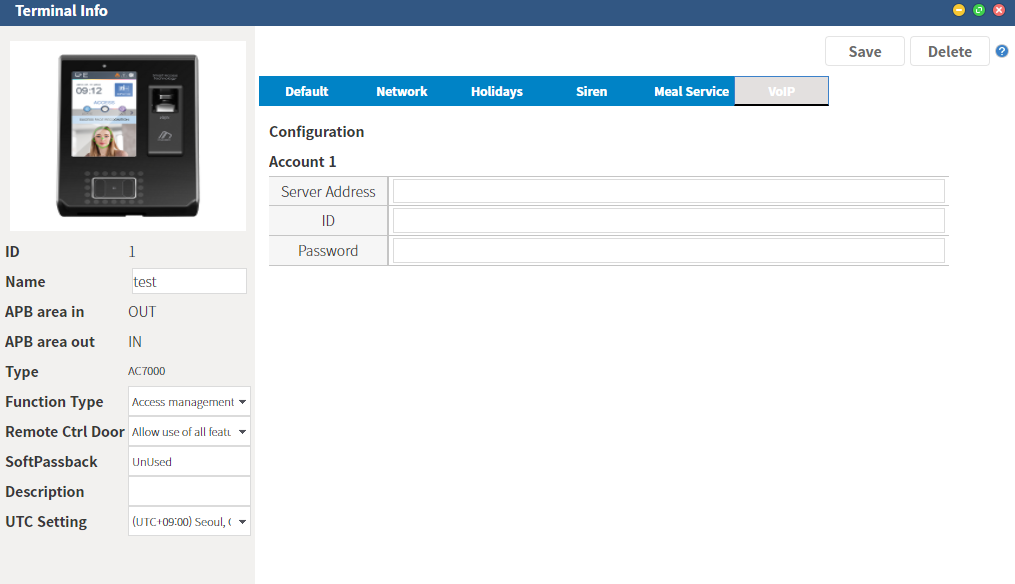 Terminal Info
Save
Delete
?
Default
Network
Holidays
Siren
Meal Service
VoIP
09:12
ACCESS
Configuration
Account 1
Server Address
ID
Password
ID 1
Name test
APB area in OUT
APB area out IN
Type AC7000
Function Type Access management
Remote Ctrl Door Allow use of all featu
SoftPassback UnUsed
Description
UTC Setting (UTC+09:00) Seoul, (